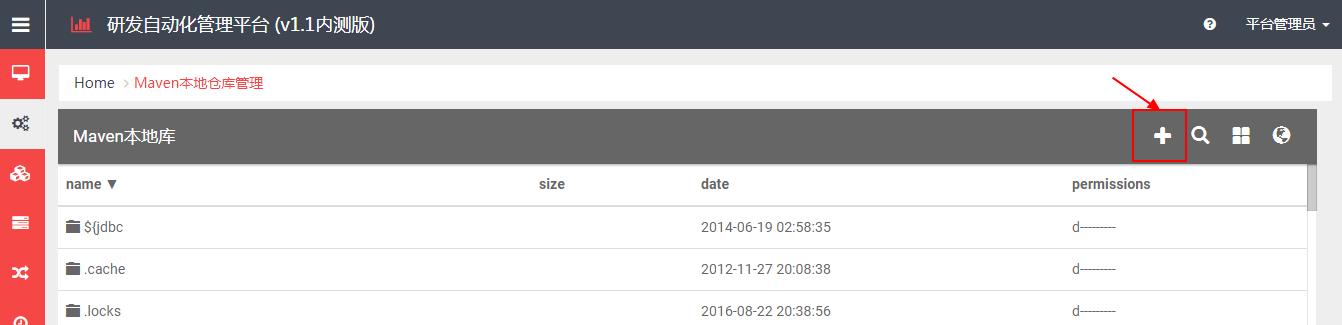 研发自动化管理平台 (v1.1内测版)
平台管理员
Home
Maven本地仓库管理
Maven本地库
name ▼ size date permissions
${jdbc 2014-06-19 02:58:35 d---------
.cache 2012-11-27 20:08:38 d---------
.locks 2016-08-22 20:38:56 d---------